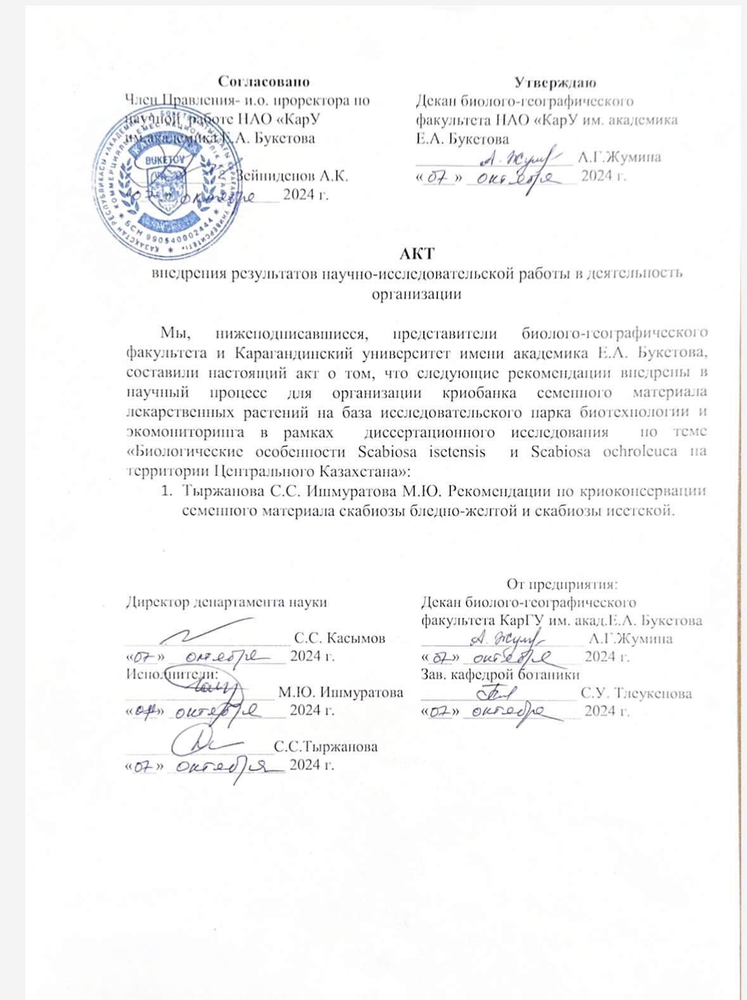 Согласовано
Член Правления- и.о. проректора по
научной работе НАО «КарУ
им.академика Е.А. Букетова
Зейниденов А.К.
«07» октября 2024 г.
Утверждаю
Декан биолого-географического
факультета НАО «КарУ им. академика
Е.А. Букетова
А. Жум А.Г.Жумина
«07» октября 2024 г.
BUKETOV
БСН 990540002444
АКТ
внедрения результатов научно-исследовательской работы в деятельность
организации
Мы, нижеподписавшиеся, представители биолого-географического
факультета и Карагандинский университет имени академика Е.А. Букетова,
составили настоящий акт о том, что следующие рекомендации внедрены в
научный процесс для организации криобанка семенного материала
лекарственных растений на база исследовательского парка биотехнологии и
экомониторинга в рамках диссертационного исследования по теме
«Биологические особенности Scabiosa isetensis и Scabiosa ochroleuca на
территории Центрального Казахстана»:
1. Тыржанова С.С. Ишмуратова М.Ю. Рекомендации по криоконсервации
семенного материала скабиозы бледно-желтой и скабиозы исетской.
Директор департамента науки
С.С. Касымов
«07» октября 2024 г.
Исполнители:
М.Ю. Ишмуратова
«07» октября 2024 г.
С.С.Тыржанова
«07» октября 2024 г.
От предприятия:
Декан биолого-географического
факультета КарГУ им. акад.Е.А. Букетова
А. Жум А.Г.Жумина
«07» октября 2024 г.
Зав. кафедрой ботаники
С.У. Тлеукенова
«07» октября 2024 г.